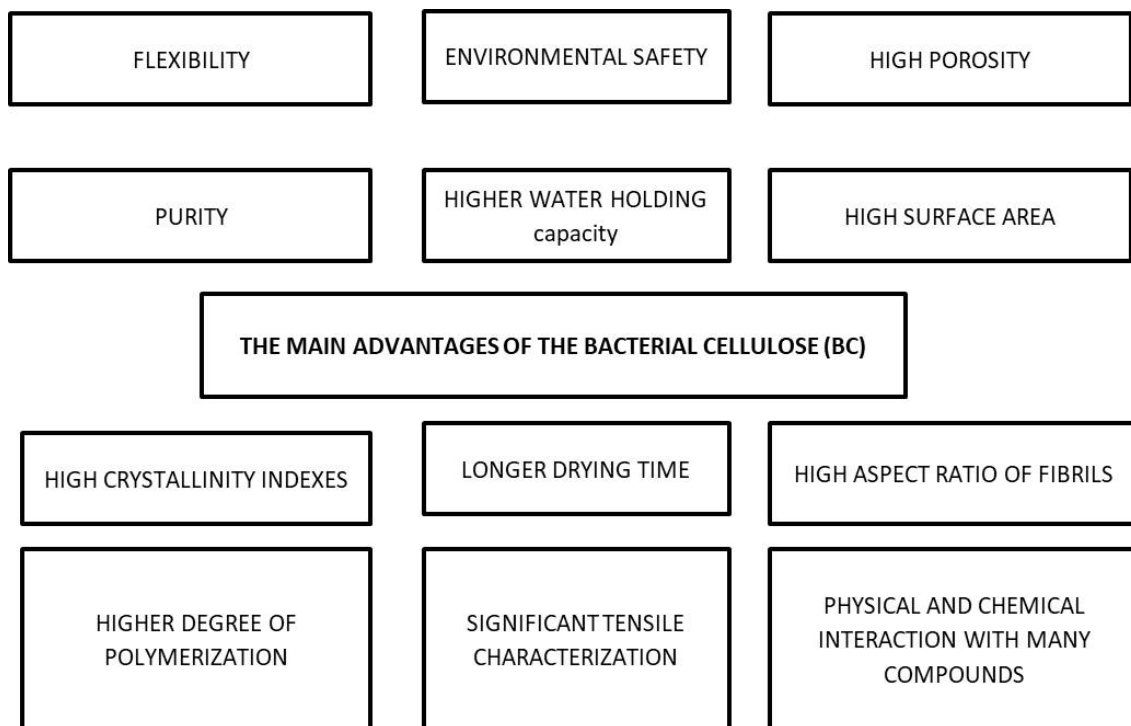 FLEXIBILITY
ENVIRONMENTAL SAFETY
HIGH POROSITY
PURITY
HIGHER WATER HOLDING
capacity
HIGH SURFACE AREA
THE MAIN ADVANTAGES OF THE BACTERIAL CELLULOSE (BC)
HIGH CRYSTALLINITY INDEXES
LONGER DRYING TIME
HIGH ASPECT RATIO OF FIBRILS
HIGHER DEGREE OF
POLYMERIZATION
SIGNIFICANT TENSILE
CHARACTERIZATION
PHYSICAL AND CHEMICAL
INTERACTION WITH MANY
COMPOUNDS